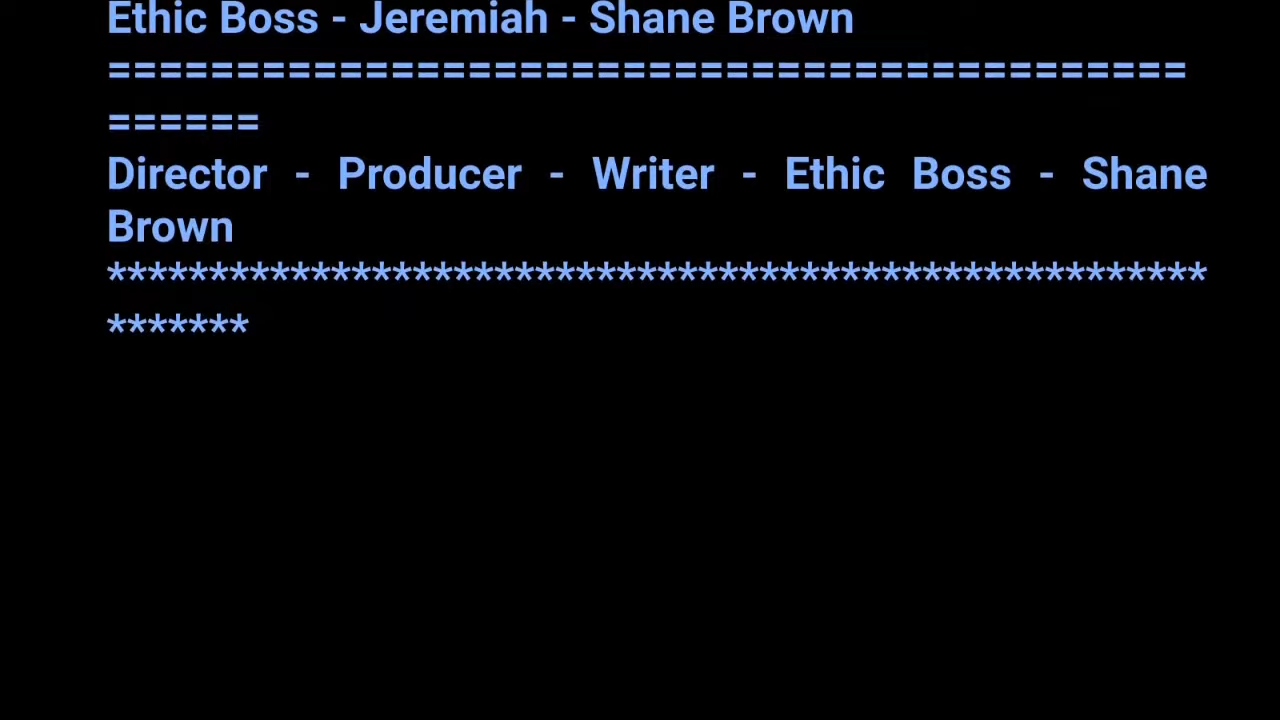 Ethic Boss - Jeremiah - Shane Brown
==========================================
======
Director - Producer - Writer - Ethic Boss - Shane
Brown
******************************************************
*******